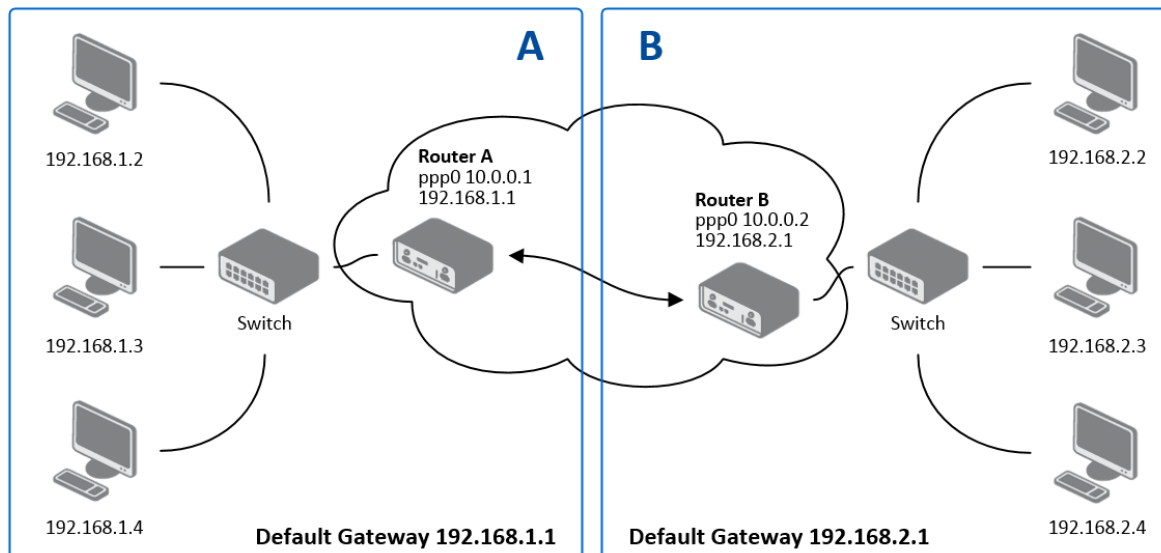 A
B
192.168.1.2
192.168.1.3
192.168.1.4
Switch
Router A
ppp0 10.0.0.1
192.168.1.1
Default Gateway 192.168.1.1
Router B
ppp0 10.0.0.2
192.168.2.1
Switch
192.168.2.2
192.168.2.3
192.168.2.4
Default Gateway 192.168.2.1